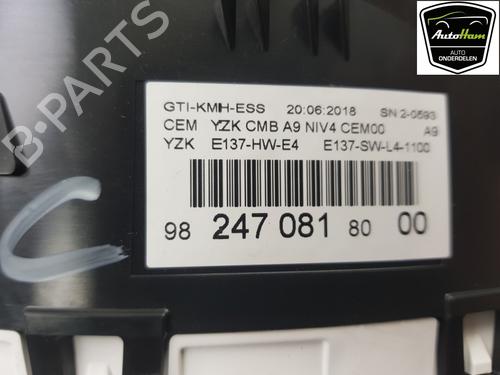 AutoHam
AUTO
ONDERDELEN
GTI-KMH-ESS 20:06:2018 SN 2-0593
CEM YZK CMB A9 NIV4 CEM00 A9
YZK E137-HW-E4 E137-SW-L4-1100
98 247 081 80 00
C
B-PARTS